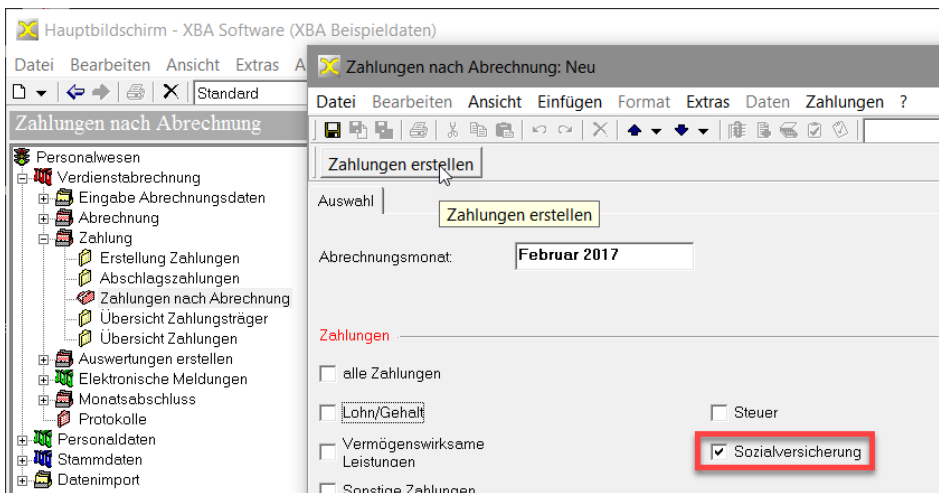 Hauptbildschirm - XBA Software (XBA Beispieldaten)
Datei Bearbeiten Ansicht Extras A
Standard
Zahlungen nach Abrechnung
Personalwesen
Verdienstabrechnung
Eingabe Abrechnungsdaten
Abrechnung
Zahlung
Erstellung Zahlungen
Abschlagszahlungen
Zahlungen nach Abrechnung
Übersicht Zahlungsträger
Übersicht Zahlungen
Auswertungen erstellen
Elektronische Meldungen
Monatsabschluss
Protokolle
Personaldaten
Stammdaten
Datenimport
Zahlungen nach Abrechnung: Neu
Datei Bearbeiten Ansicht Einfügen Format Extras Daten Zahlungen ?
Zahlungen erstellen
Auswahl
Zahlungen erstellen
Abrechnungsmonat: Februar 2017
Zahlungen
alle Zahlungen
Lohn/Gehalt
Steuer
Vermögenswirksame
Leistungen
Sozialversicherung
Sonstige Zahlungen